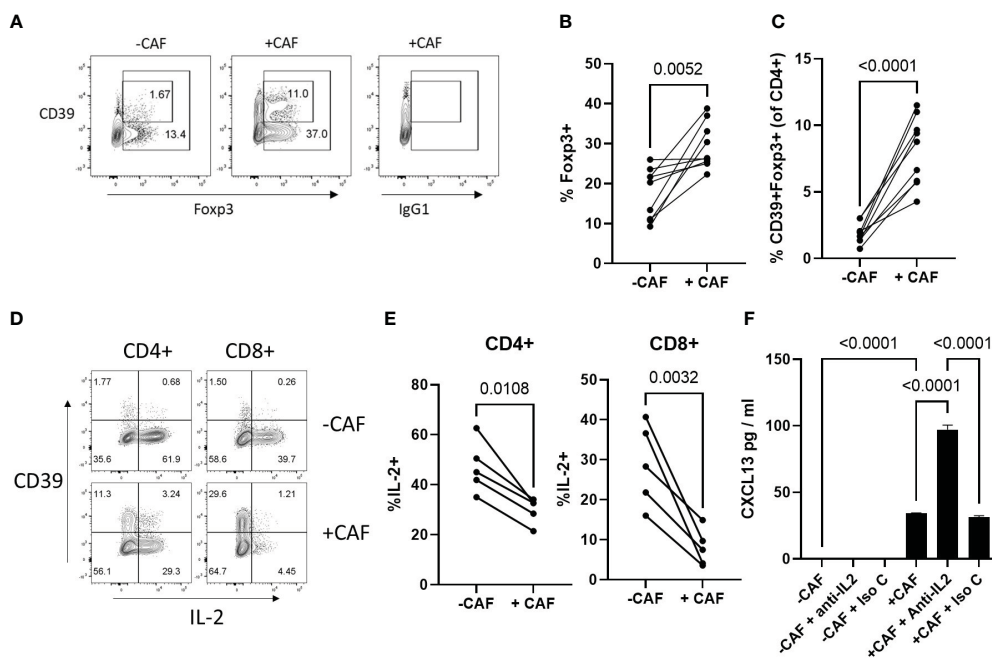 A
-CAF
+CAF
+CAF
CD39
1.67
13.4
11.0
37.0
Foxp3
IgG1
B
0.0052
% Foxp3+
50
40
30
20
10
0
-CAF
+ CAF
C
<0.0001
% CD39+Foxp3+ (of CD4+)
15
10
5
0
-CAF
+ CAF
D
CD4+
CD8+
1.77
0.68
1.50
0.26
35.6
61.9
58.6
39.7
-CAF
CD39
11.3
3.24
29.6
1.21
56.1
29.3
64.7
4.45
+CAF
IL-2
E
CD4+
0.0108
%IL-2+
80
60
40
20
0
-CAF
+ CAF
CD8+
0.0032
%IL-2+
50
40
30
20
10
0
-CAF
+ CAF
F
<0.0001
<0.0001
<0.0001
CXCL13 pg / ml
150
100
50
0
-CAF
-CAF + anti-IL2
-CAF + Iso C
+CAF
+CAF + Anti-IL2
+CAF + Iso C